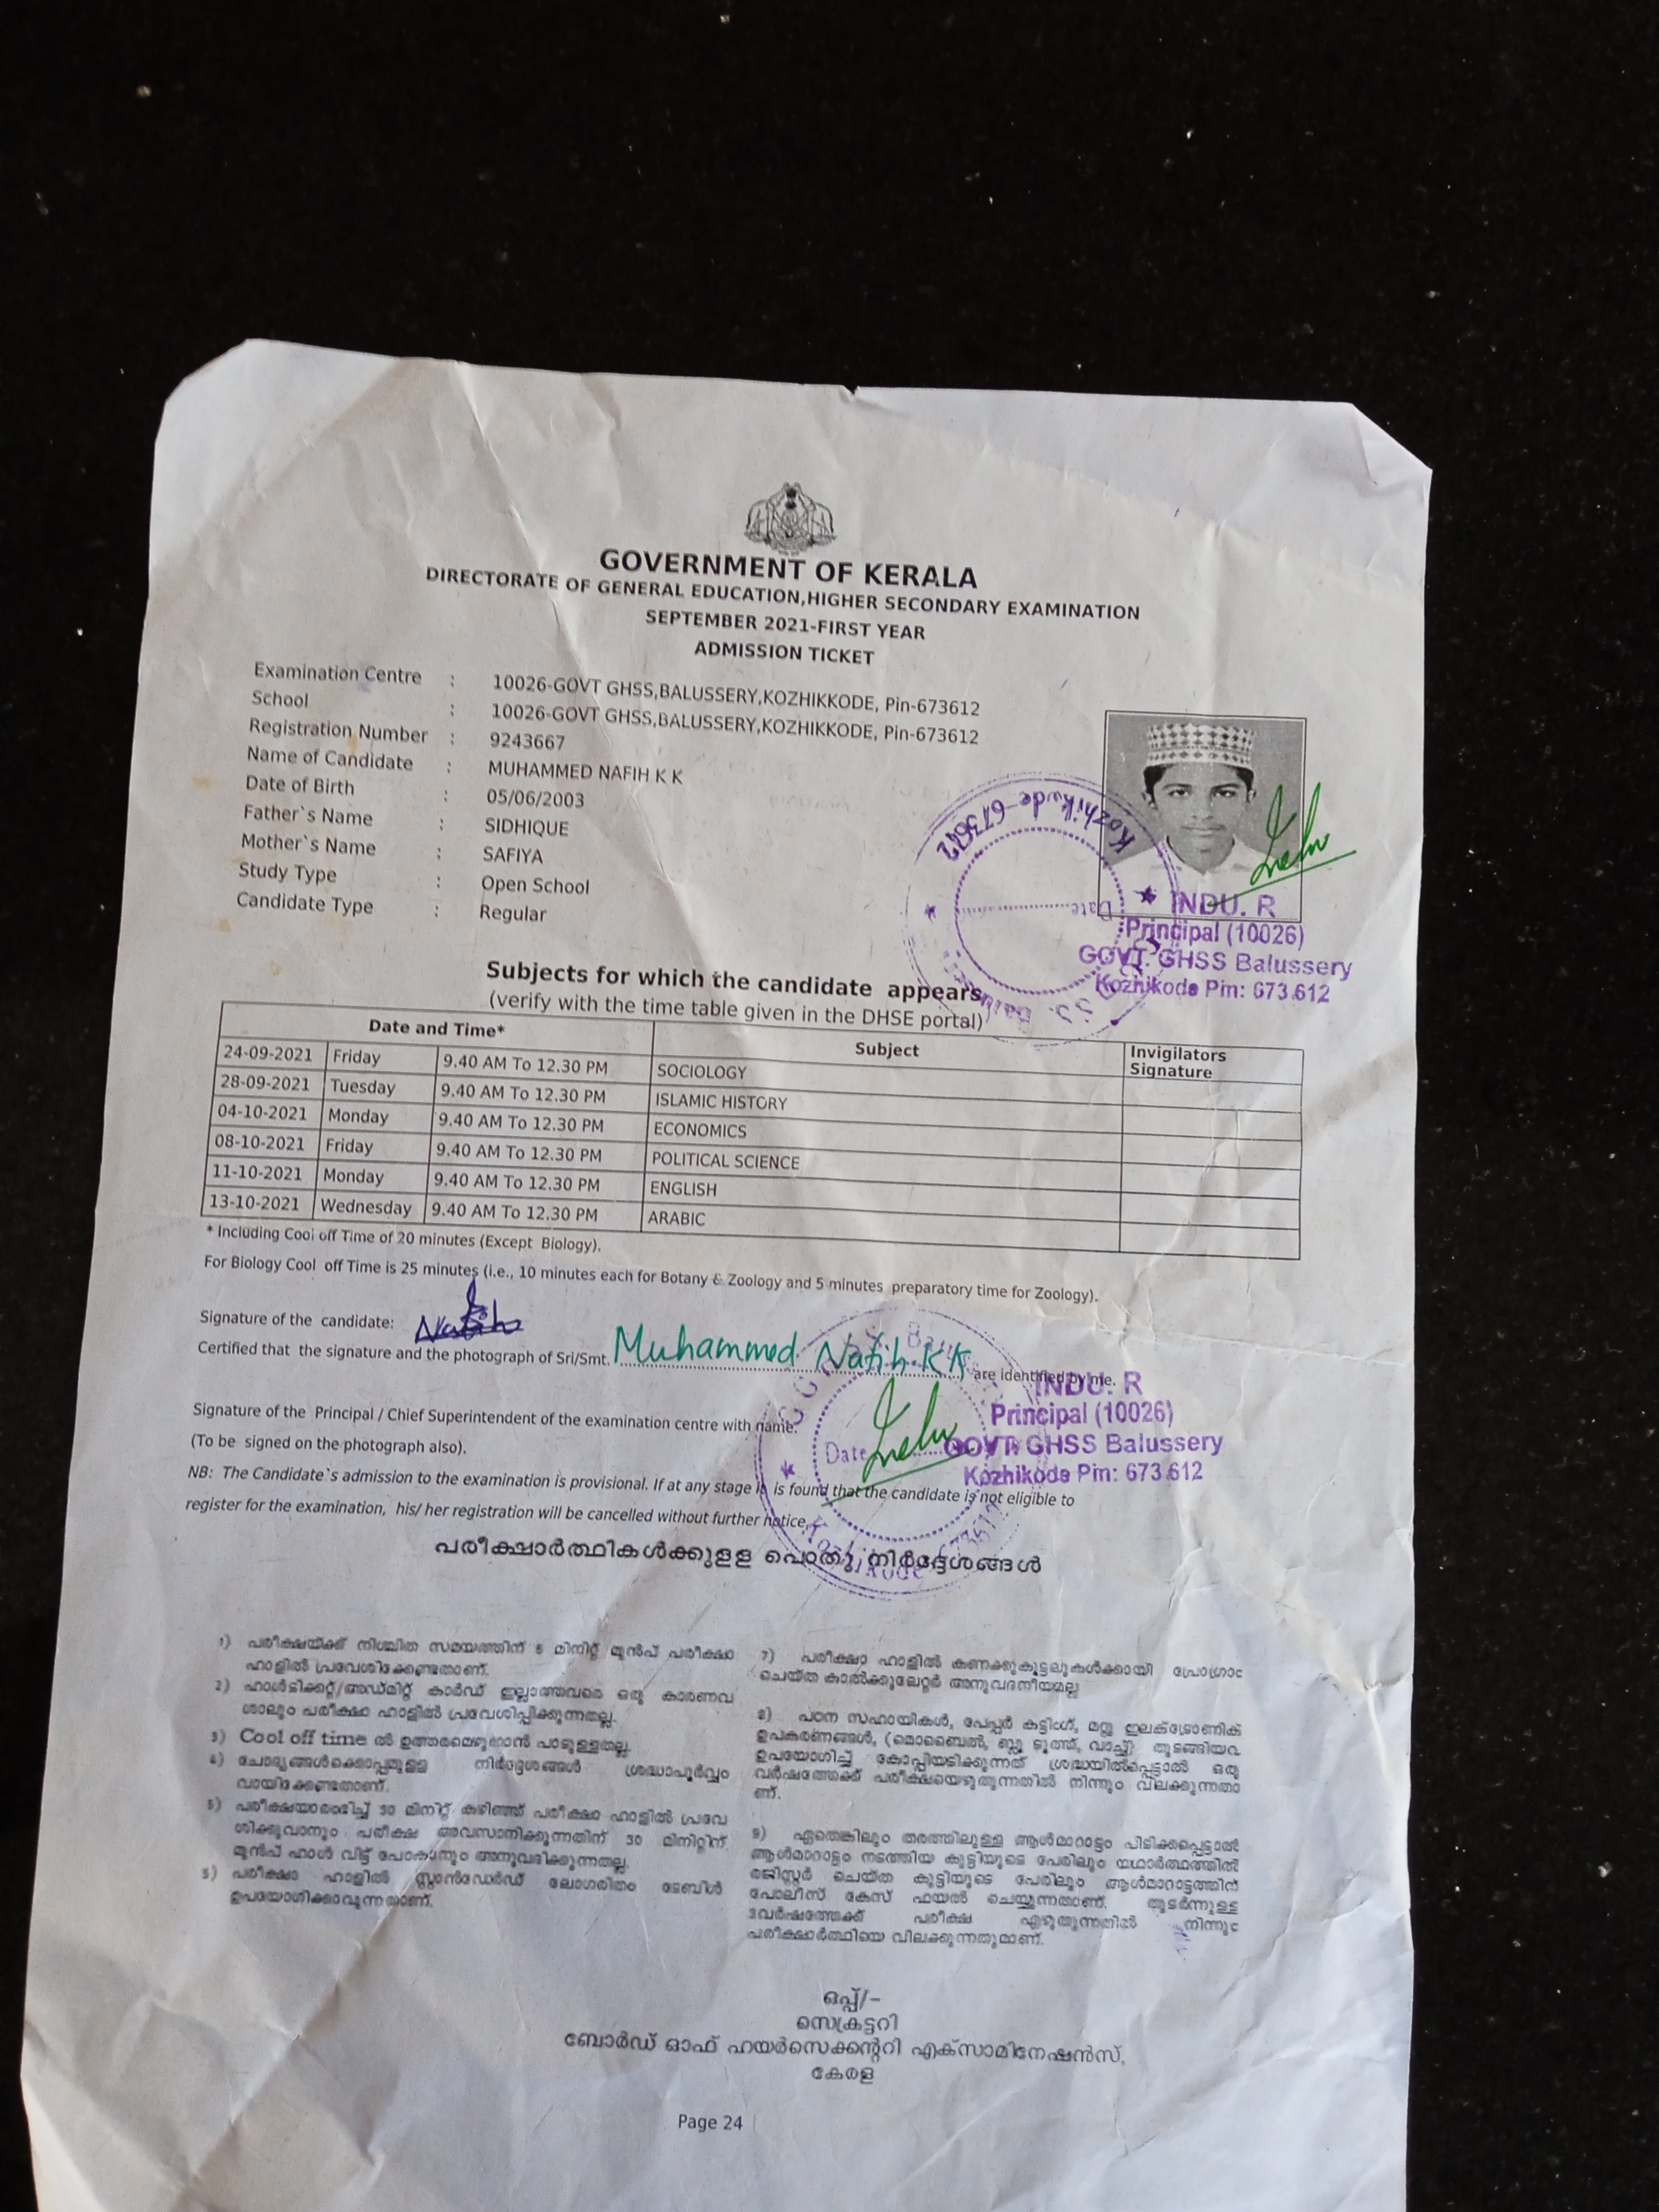 GOVERNMENT OF KERALA
DIRECTORATE OF GENERAL EDUCATION,HIGHER SECONDARY EXAMINATION
SEPTEMBER 2021-FIRST YEAR
ADMISSION TICKET
Examination Centre : 10026-GOVT GHSS,BALUSSERY,KOZHIKKODE, Pin-673612
School : 10026-GOVT GHSS,BALUSSERY,KOZHIKKODE, Pin-673612
Registration Number : 9243667
Name of Candidate : MUHAMMED NAFIH K K
Date of Birth : 05/06/2003
Father`s Name : SIDHIQUE
Mother`s Name : SAFIYA
Study Type : Open School
Candidate Type : Regular
Kozhikode-673612
Date
INDU. R
Principal (10026)
GOVT. GHSS Balussery
Kozhikode Pin: 673 612
Subjects for which the candidate appears
(verify with the time table given in the DHSE portal)
Date and Time* Subject Invigilators Signature
24-09-2021 Friday 9.40 AM To 12.30 PM SOCIOLOGY
28-09-2021 Tuesday 9.40 AM To 12.30 PM ISLAMIC HISTORY
04-10-2021 Monday 9.40 AM To 12.30 PM ECONOMICS
08-10-2021 Friday 9.40 AM To 12.30 PM POLITICAL SCIENCE
11-10-2021 Monday 9.40 AM To 12.30 PM ENGLISH
13-10-2021 Wednesday 9.40 AM To 12.30 PM ARABIC
* Including Cool off Time of 20 minutes (Except Biology).
For Biology Cool off Time is 25 minutes (i.e., 10 minutes each for Botany & Zoology and 5 minutes preparatory time for Zoology).
Signature of the candidate: Nafih
Certified that the signature and the photograph of Sri/Smt. Muhammed Nafih.KK are identified by me.
INDU. R
Signature of the Principal / Chief Superintendent of the examination centre with name: Principal (10026)
(To be signed on the photograph also). Date GOVT. GHSS Balussery
Kozhikode Pin: 673 612
NB: The Candidate`s admission to the examination is provisional. If at any stage it is found that the candidate is not eligible to
register for the examination, his/ her registration will be cancelled without further notice.
പരീക്ഷാർത്ഥികൾക്കുളള പൊതു നിർദ്ദേശങ്ങൾ
1) പരീക്ഷയ്ക്ക് നിശ്ചിത സമയത്തിന് 5 മിനിറ്റ് മുൻപ് പരീക്ഷാ
ഹാളിൽ പ്രവേശിക്കേണ്ടതാണ്.
2) ഹാൾടിക്കറ്റ്/അഡ്മിറ്റ് കാർഡ് ഇല്ലാത്തവരെ ഒരു കാരണവ
ശാലും പരീക്ഷാ ഹാളിൽ പ്രവേശിപ്പിക്കുന്നതല്ല.
3) Cool off time ൽ ഉത്തരമെഴുതാൻ പാടുള്ളതല്ല.
4) ചോദ്യങ്ങൾക്കൊപ്പമുള്ള നിർദ്ദേശങ്ങൾ ശ്രദ്ധാപൂർവ്വം
വായിക്കേണ്ടതാണ്.
5) പരീക്ഷയാരംഭിച്ച് 30 മിനിറ്റ് കഴിഞ്ഞ് പരീക്ഷാ ഹാളിൽ പ്രവേ
ശിക്കുവാനും പരീക്ഷ അവസാനിക്കുന്നതിന് 30 മിനിറ്റിന്
മുൻപ് ഹാൾ വിട്ട് പോകാനും അനുവദിക്കുന്നതല്ല.
5) പരീക്ഷാ ഹാളിൽ സ്റ്റാൻഡേർഡ് ലോഗരിതം ടേബിൾ
ഉപയോഗിക്കാവുന്നതാണ്.
7) പരീക്ഷാ ഹാളിൽ കണക്കുകൂട്ടലുകൾക്കായി പ്രോഗ്രാം
ചെയ്ത കാൽക്കുലേറ്റർ അനുവദനീയമല്ല
8) പഠന സഹായികൾ, പേപ്പർ കട്ടിംഗ്, മറ്റു ഇലക്ട്രോണിക്
ഉപകരണങ്ങൾ, (മൊബൈൽ, ബ്ലൂ ടൂത്ത്, വാച്ച്) തുടങ്ങിയവ
ഉപയോഗിച്ച് കോപ്പിയടിക്കുന്നത് ശ്രദ്ധയിൽപ്പെട്ടാൽ ഒരു
വർഷത്തേക്ക് പരീക്ഷയെഴുതുന്നതിൽ നിന്നും വിലക്കുന്നതാ
ണ്.
9) ഏതെങ്കിലും തരത്തിലുള്ള ആൾമാറാട്ടം പിടിക്കപ്പെട്ടാൽ
ആൾമാറാട്ടം നടത്തിയ കുട്ടിയുടെ പേരിലും യഥാർത്ഥത്തിൽ
രജിസ്റ്റർ ചെയ്ത കുട്ടിയുടെ പേരിലും ആൾമാറാട്ടത്തിന്
പോലീസ് കേസ് ഫയൽ ചെയ്യുന്നതാണ്. തുടർന്നുള്ള
3വർഷത്തേക്ക് പരീക്ഷ എഴുതുന്നതിൽ നിന്നും
പരീക്ഷാർത്ഥിയെ വിലക്കുന്നതുമാണ്.
ഒപ്പ്/-
സെക്രട്ടറി
ബോർഡ് ഓഫ് ഹയർസെക്കന്ററി എക്സാമിനേഷൻസ്,
കേരള
Page 24